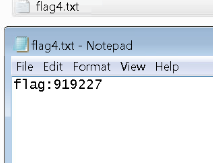 flag4.txt
flag4.txt - Notepad
File Edit Format View Help
flag:919227